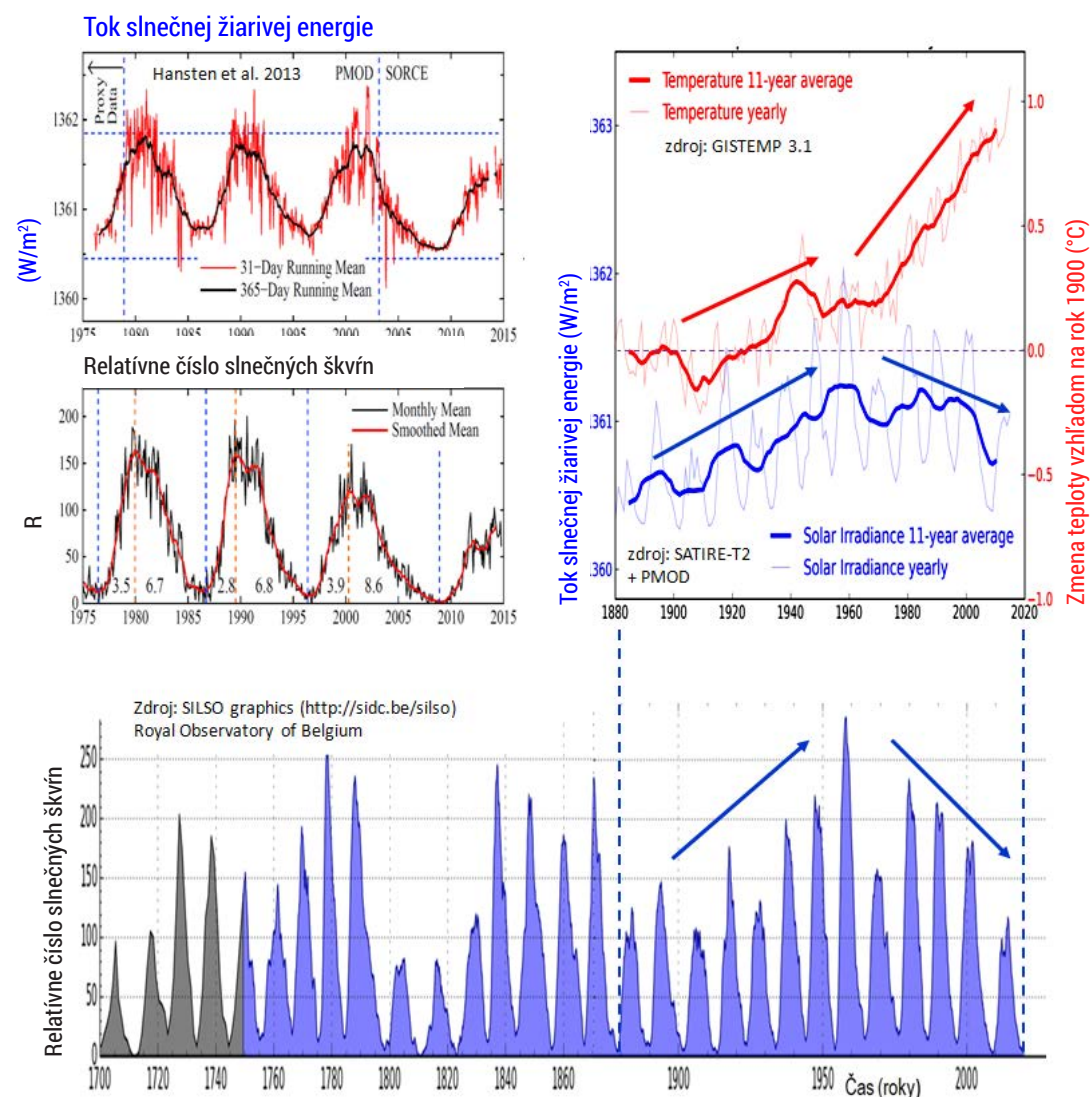 Tok slnečnej žiarivej energie
Proxy
Data
Hansten et al. 2013
PMOD
SORCE
1362
1361
1360
(W/m²)
31-Day Running Mean
365-Day Running Mean
1975 1980 1985 1990 1995 2000 2005 2010 2015
Relatívne číslo slnečných škvŕn
200
150
100
50
0
R
Monthly Mean
Smoothed Mean
3.5 6.7 2.8 6.8 3.9 8.6
1975 1980 1985 1990 1995 2000 2005 2010 2015
Temperature 11-year average
Temperature yearly
zdroj: GISTEMP 3.1
1363
1362
1361
1360
Tok slnečnej žiarivej energie (W/m²)
1.0
0.5
0.0
-0.5
-1.0
Zmena teploty vzhľadom na rok 1900 (°C)
zdroj: SATIRE-T2
+ PMOD
Solar Irradiance 11-year average
Solar Irradiance yearly
1880 1900 1920 1940 1960 1980 2000 2020
Zdroj: SILSO graphics (http://sidc.be/silso)
Royal Observatory of Belgium
Relatívne číslo slnečných škvŕn
250
200
150
100
50
0
1700 1720 1740 1760 1780 1800 1820 1840 1860 1900 1950 2000
Čas (roky)